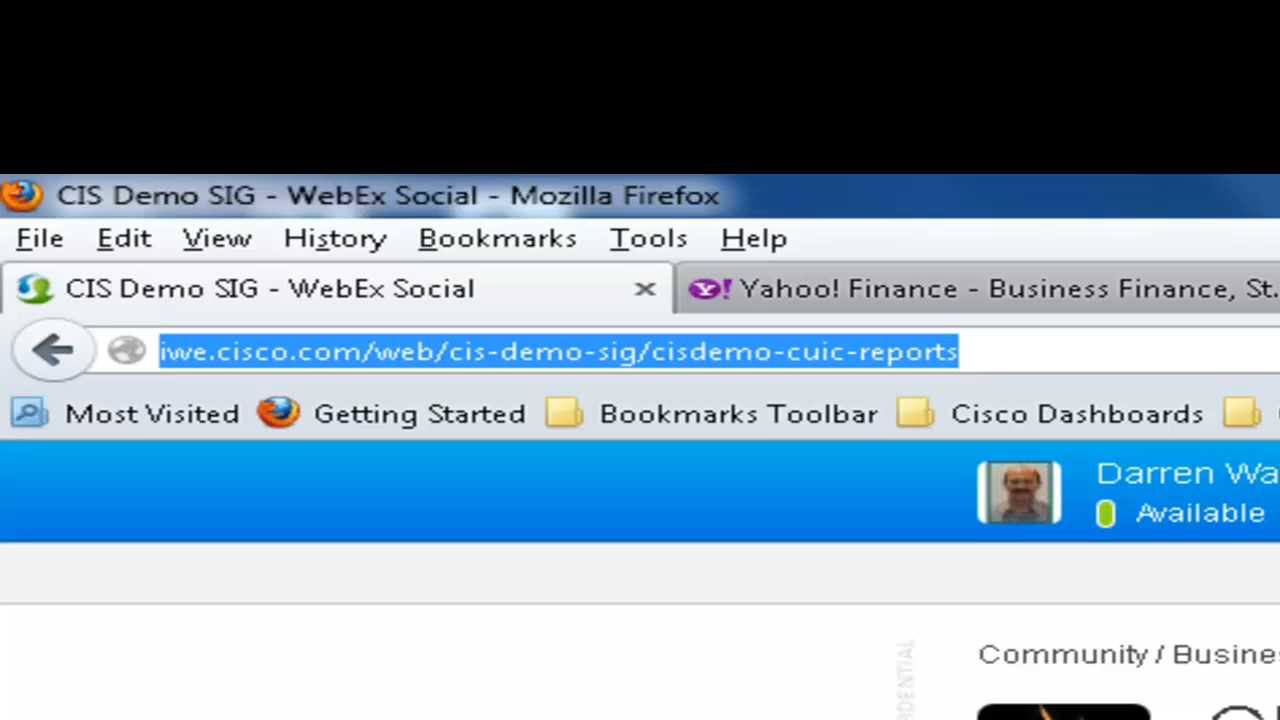 CIS Demo SIG - WebEx Social - Mozilla Firefox
File Edit View History Bookmarks Tools Help
CIS Demo SIG - WebEx Social
Yahoo! Finance - Business Finance, St...
iwe.cisco.com/web/cis-demo-sig/cisdemo-cuic-reports
Most Visited Getting Started Bookmarks Toolbar Cisco Dashboards
Darren Wa
Available
Community / Busine